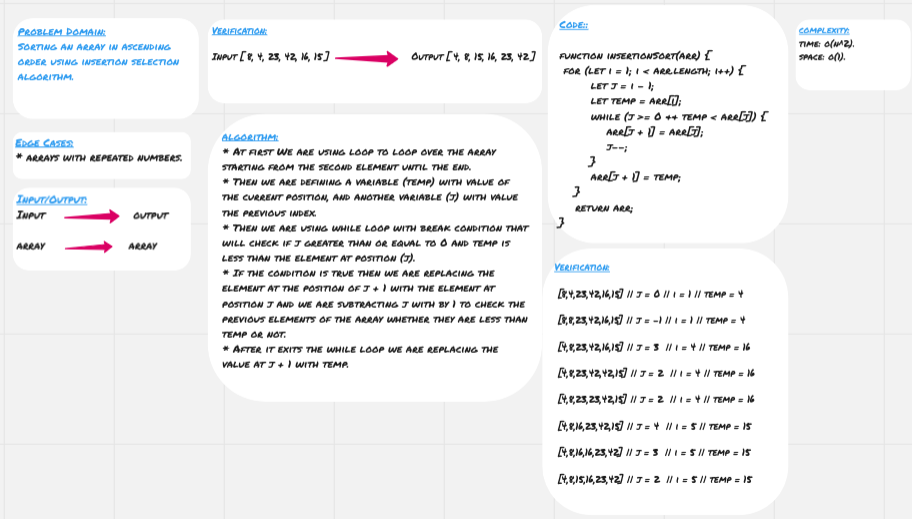 PROBLEM DOMAIN:
SORTING AN ARRAY IN ASCENDING
ORDER USING INSERTION SELECTION
ALGORITHM.
EDGE CASES:
* ARRAYS WITH REPEATED NUMBERS.
INPUT/OUTPUT:
INPUT OUTPUT
ARRAY ARRAY
VERIFICATION:
INPUT [ 8, 4, 23, 42, 16, 15 ] OUTPUT [ 4, 8, 15, 16, 23, 42 ]
ALGORITHM:
* AT FIRST WE ARE USING LOOP TO LOOP OVER THE ARRAY
STARTING FROM THE SECOND ELEMENT UNTIL THE END.
* THEN WE ARE DEFINING A VARIABLE (TEMP) WITH VALUE OF
THE CURRENT POSITION, AND ANOTHER VARIABLE (J) WITH VALUE
THE PREVIOUS INDEX.
* THEN WE ARE USING WHILE LOOP WITH BREAK CONDITION THAT
WILL CHECK IF J GREATER THAN OR EQUAL TO 0 AND TEMP IS
LESS THAN THE ELEMENT AT POSITION (J).
* IF THE CONDITION IS TRUE THEN WE ARE REPLACING THE
ELEMENT AT THE POSITION OF J + 1 WITH THE ELEMENT AT
POSITION J AND WE ARE SUBTRACTING J WITH BY 1 TO CHECK THE
PREVIOUS ELEMENTS OF THE ARRAY WHETHER THEY ARE LESS THAN
TEMP OR NOT.
* AFTER IT EXITS THE WHILE LOOP WE ARE REPLACING THE
VALUE AT J + 1 WITH TEMP.
CODE::
FUNCTION INSERTIONSORT(ARR) {
FOR (LET I = 1; I < ARR.LENGTH; I++) {
LET J = I - 1;
LET TEMP = ARR[I];
WHILE (J >= 0 ++ TEMP < ARR[J]) {
ARR[J + 1] = ARR[J];
J--;
}
ARR[J + 1] = TEMP;
}
RETURN ARR;
}
VERIFICATION:
[8,4,23,42,16,15] // J = 0 // I = 1 // TEMP = 4
[8,8,23,42,16,15] // J = -1 // I = 1 // TEMP = 4
[4,8,23,42,16,15] // J = 3 // I = 4 // TEMP = 16
[4,8,23,42,42,15] // J = 2 // I = 4 // TEMP = 16
[4,8,23,23,42,15] // J = 2 // I = 4 // TEMP = 16
[4,8,16,23,42,15] // J = 4 // I = 5 // TEMP = 15
[4,8,16,16,23,42] // J = 3 // I = 5 // TEMP = 15
[4,8,15,16,23,42] // J = 2 // I = 5 // TEMP = 15
COMPLEXITY:
TIME: O(N^2).
SPACE: O(1).